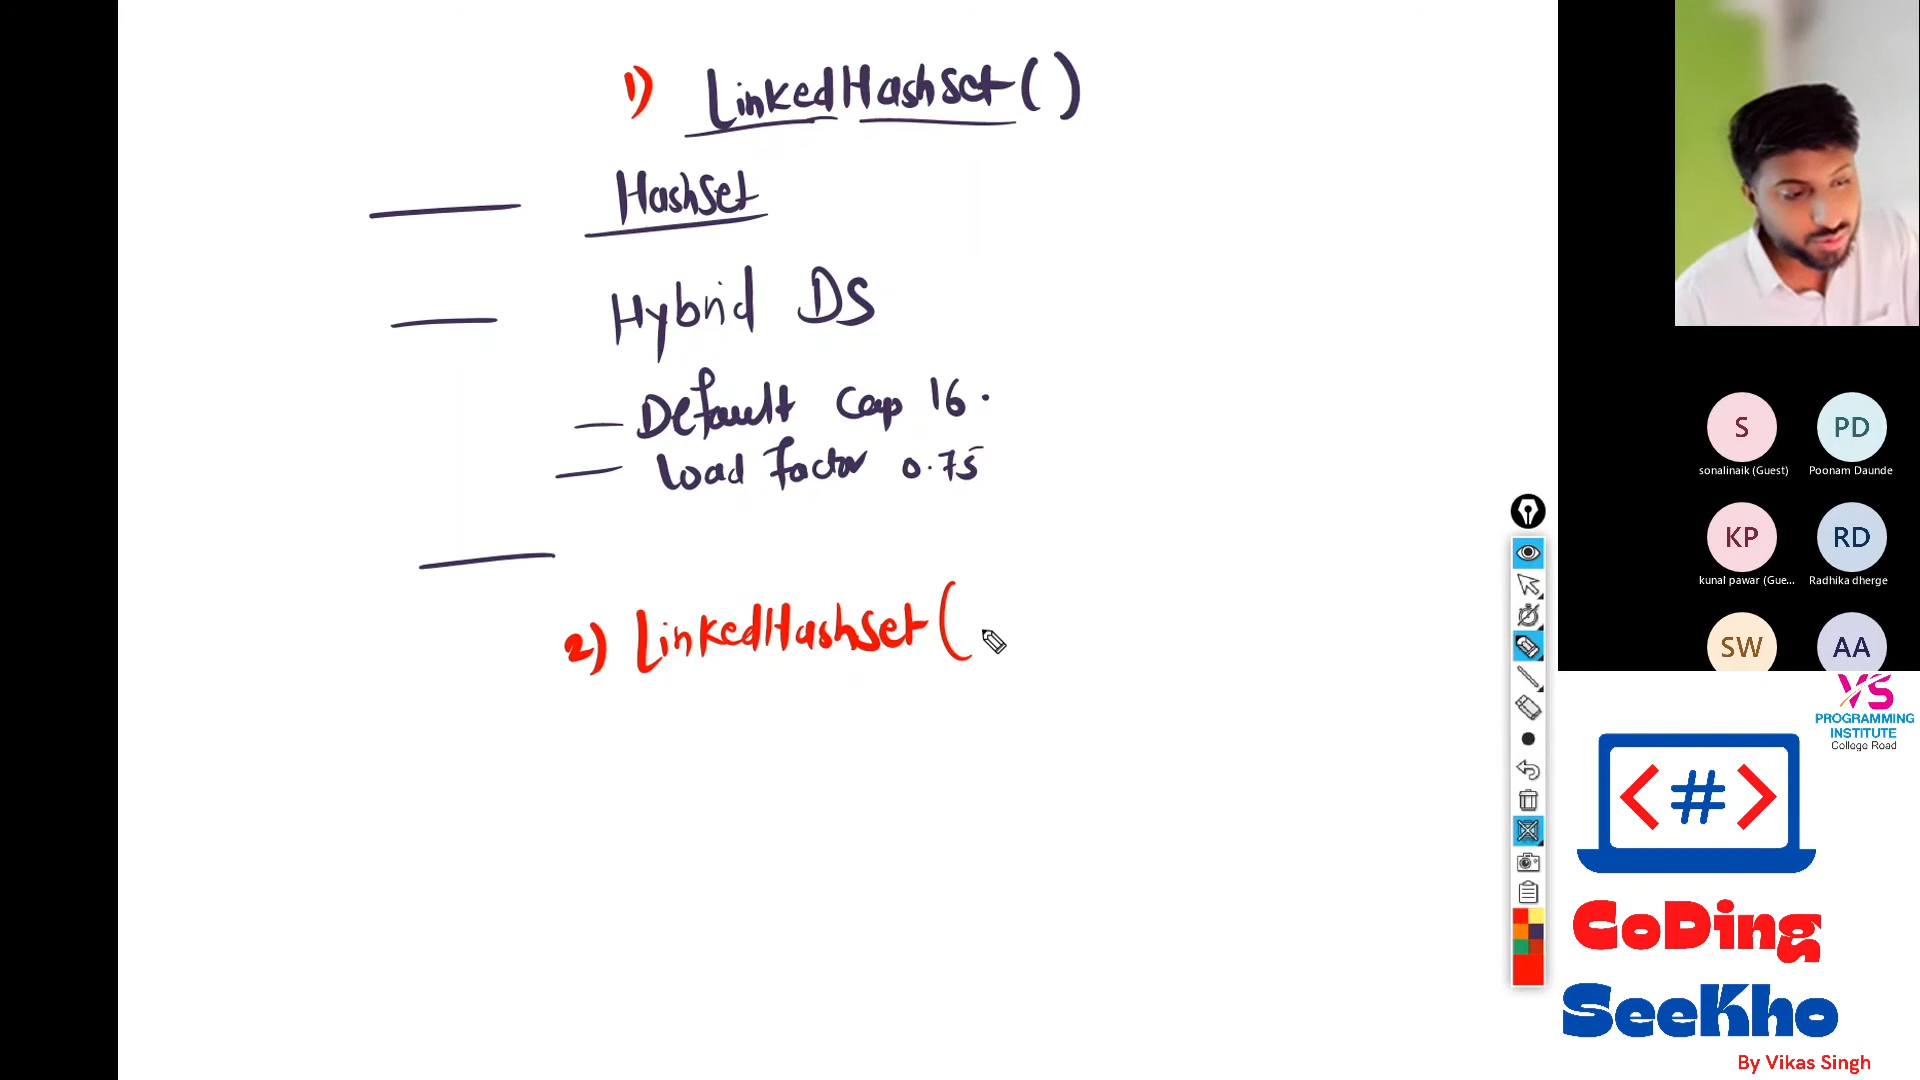 1) LinkedHashset()
HashSet
Hybrid DS
Default Cap 16.
Load factor 0.75
2) LinkedHashset(
S
PD
sonalinaik (Guest)
Poonam Daunde
KP
RD
kunal pawar (Gue...
Radhika dherge
SW
AA
VS
PROGRAMMING
INSTITUTE
College Road
<#>
CoDing
SeeKho
By Vikas Singh